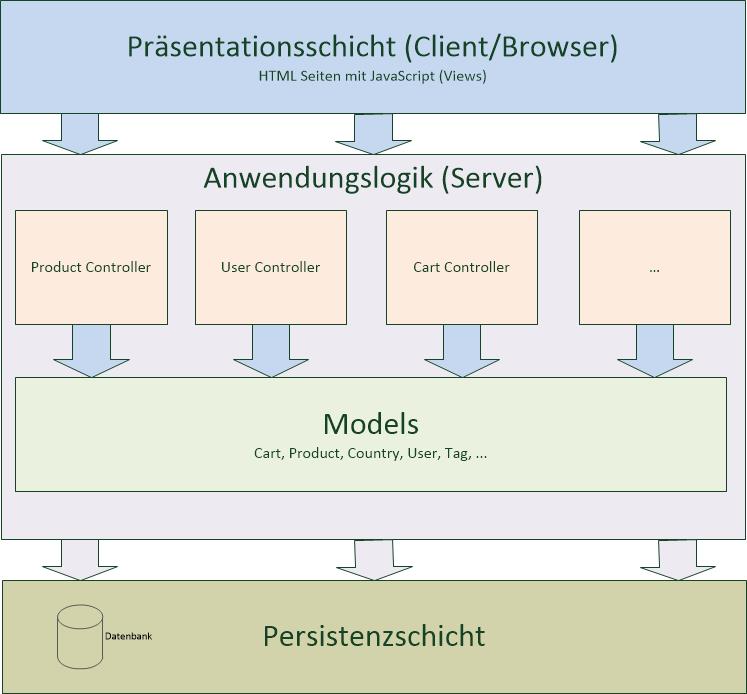 Präsentationsschicht (Client/Browser)
HTML Seiten mit JavaScript (Views)
Anwendungslogik (Server)
Product Controller
User Controller
Cart Controller
...
Models
Cart, Product, Country, User, Tag, ...
Datenbank
Persistenzschicht